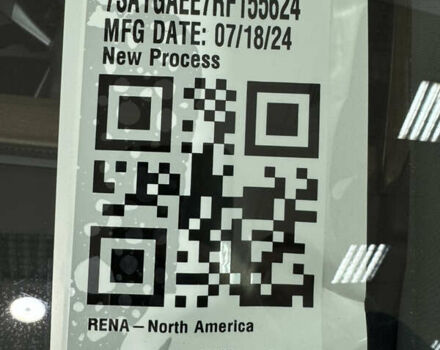 MFG DATE: 07/18/24
New Process
RENA – North America